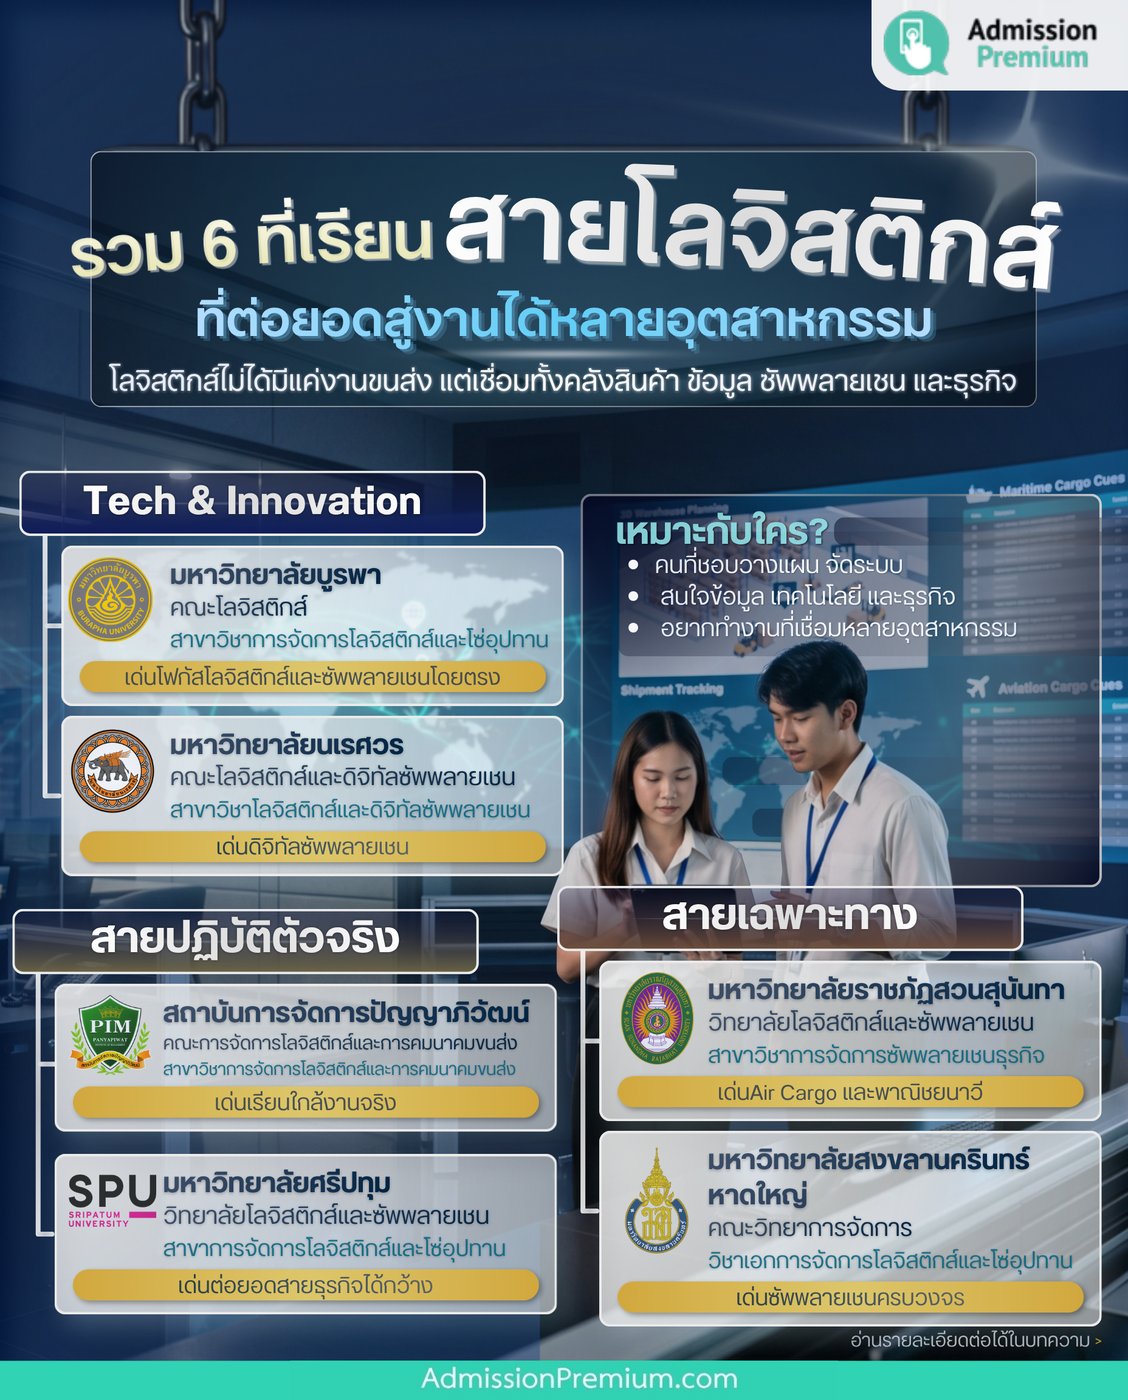 Admission
Premium
รวม 6 ที่เรียน สายโลจิสติกส์
ที่ต่อยอดสู่งานได้หลายอุตสาหกรรม
โลจิสติกส์ไม่ได้มีแค่งานขนส่ง แต่เชื่อมทั้งคลังสินค้า ข้อมูล ซัพพลายเชน และธุรกิจ
Tech & Innovation
มหาวิทยาลัยบูรพา
BURAPHA UNIVERSITY
คณะโลจิสติกส์
สาขาวิชาการจัดการโลจิสติกส์และโซ่อุปทาน
เด่นโฟกัสโลจิสติกส์และซัพพลายเชนโดยตรง
มหาวิทยาลัยนเรศวร
คณะโลจิสติกส์และดิจิทัลซัพพลายเชน
สาขาวิชาโลจิสติกส์และดิจิทัลซัพพลายเชน
เด่นดิจิทัลซัพพลายเชน
เหมาะกับใคร?
• คนที่ชอบวางแผน จัดระบบ
• สนใจข้อมูล เทคโนโลยี และธุรกิจ
• อยากทำงานที่เชื่อมหลายอุตสาหกรรม
3D Warehouse Planning
Maritime Cargo Cues
Shipment Tracking
Aviation Cargo Cues
สายปฏิบัติตัวจริง
PIM
PANYAPIWAT
สถาบันการจัดการปัญญาภิวัฒน์
คณะการจัดการโลจิสติกส์และการคมนาคมขนส่ง
สาขาวิชาการจัดการโลจิสติกส์และการคมนาคมขนส่ง
เด่นเรียนใกล้งานจริง
SPU
SRIPATUM
UNIVERSITY
มหาวิทยาลัยศรีปทุม
วิทยาลัยโลจิสติกส์และซัพพลายเชน
สาขาการจัดการโลจิสติกส์และโซ่อุปทาน
เด่นต่อยอดสายธุรกิจได้กว้าง
สายเฉพาะทาง
มหาวิทยาลัยราชภัฏสวนสุนันทา
วิทยาลัยโลจิสติกส์และซัพพลายเชน
สาขาวิชาการจัดการซัพพลายเชนธุรกิจ
เด่นAir Cargo และพาณิชยนาวี
มหาวิทยาลัยสงขลานครินทร์
หาดใหญ่
คณะวิทยาการจัดการ
วิชาเอกการจัดการโลจิสติกส์และโซ่อุปทาน
เด่นซัพพลายเชนครบวงจร
อ่านรายละเอียดต่อได้ในบทความ >
AdmissionPremium.com